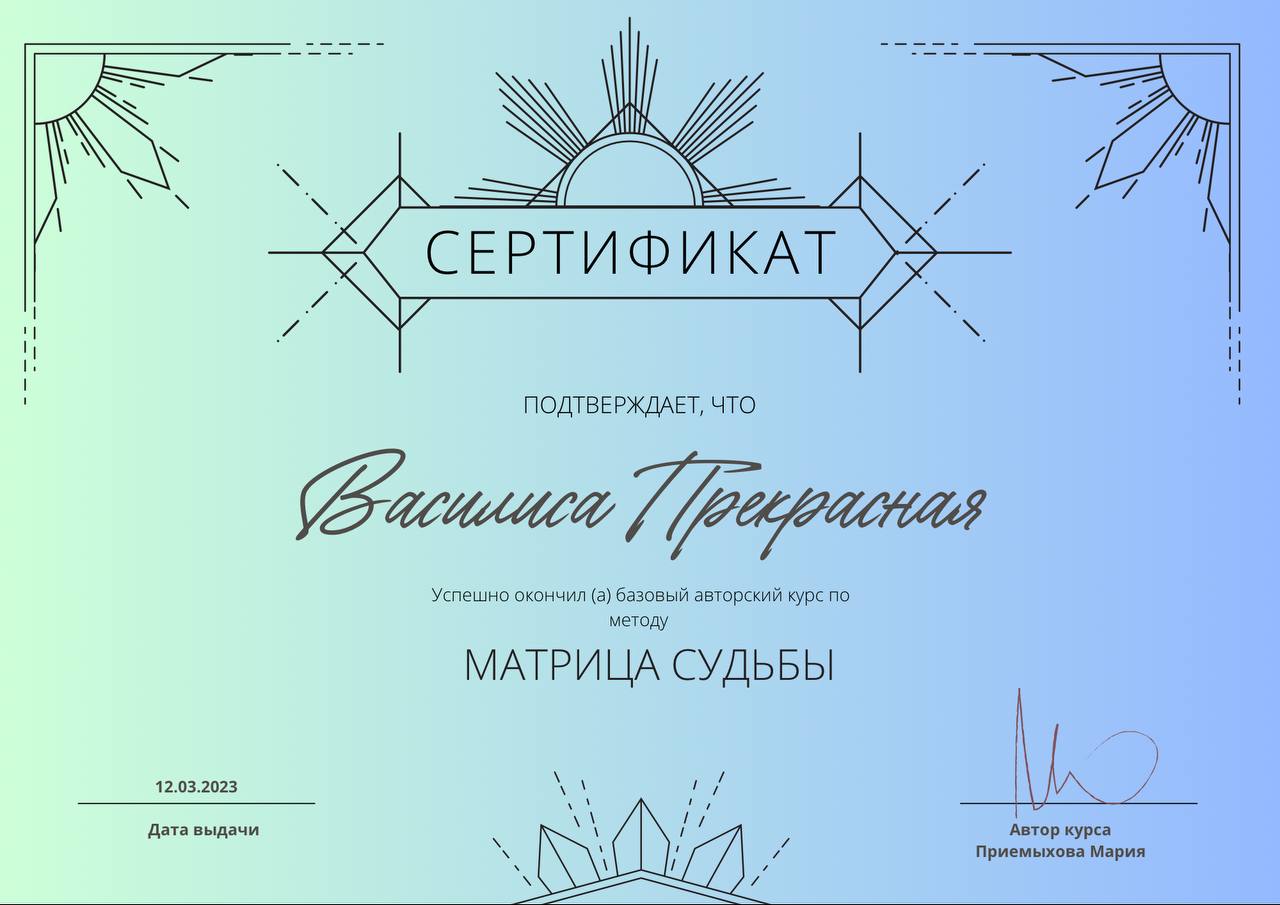 СЕРТИФИКАТ
ПОДТВЕРЖДАЕТ, ЧТО
Василиса Прекрасная
Успешно окончил (а) базовый авторский курс по
методу
МАТРИЦА СУДЬБЫ
12.03.2023
Дата выдачи
Автор курса
Приемыхова Мария